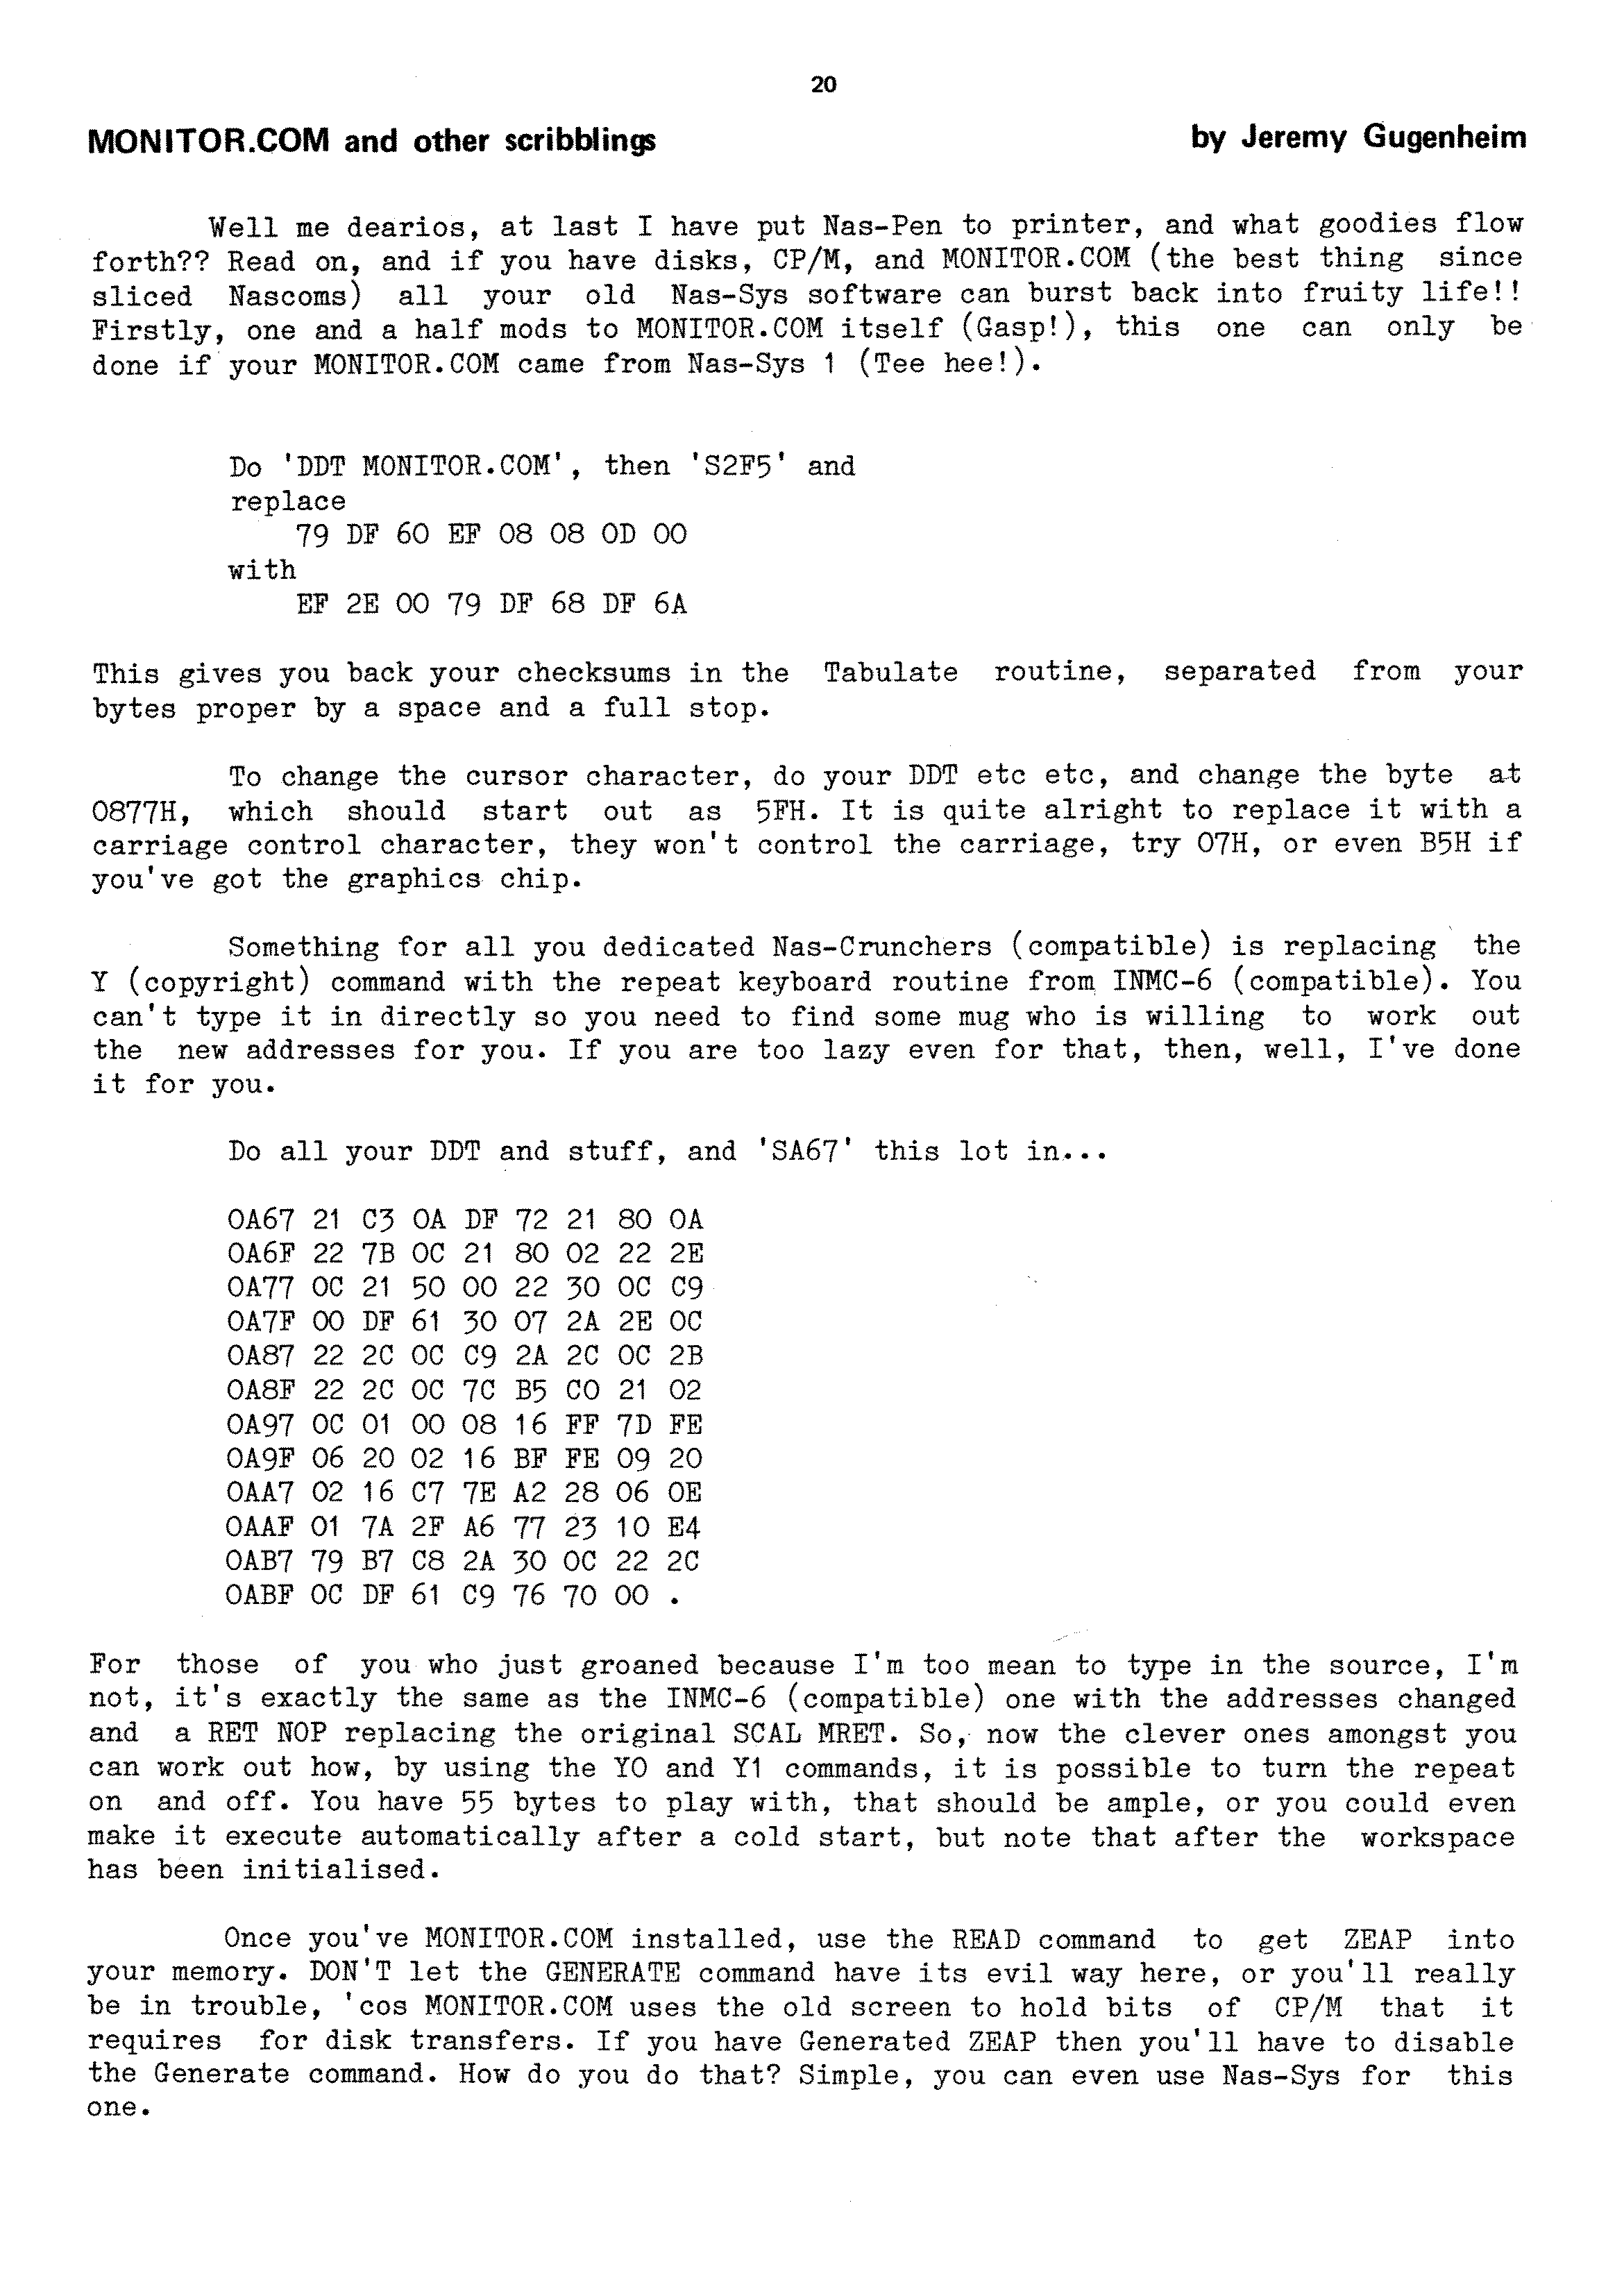 20
MONITOR.COM and other scribblings by Jeremy Gugenheim
Well me dearios, at last I have put Nas-Pen to printer, and what goodies flow
forth?? Read on, and if you have disks, CP/M, and MONITOR.COM (the best thing since
sliced Nascoms) all your old Nas-Sys software can burst back into fruity life!!
Firstly, one and a half mods to MONITOR.COM itself (Gasp!), this one can only be
done if your MONITOR.COM came from Nas-Sys 1 (Tee hee!).
Do 'DDT MONITOR.COM', then 'S2F5' and
replace
79 DF 60 EF 08 08 0D 00
with
EF 2E 00 79 DF 68 DF 6A
This gives you back your checksums in the Tabulate routine, separated from your
bytes proper by a space and a full stop.
To change the cursor character, do your DDT etc etc, and change the byte at
0877H, which should start out as 5FH. It is quite alright to replace it with a
carriage control character, they won't control the carriage, try 07H, or even B5H if
you've got the graphics chip.
Something for all you dedicated Nas-Crunchers (compatible) is replacing the
Y (copyright) command with the repeat keyboard routine from INMC-6 (compatible). You
can't type it in directly so you need to find some mug who is willing to work out
the new addresses for you. If you are too lazy even for that, then, well, I've done
it for you.
Do all your DDT and stuff, and 'SA67' this lot in...
0A67 21 C3 0A DF 72 21 80 0A
0A6F 22 7B 0C 21 80 02 22 2E
0A77 0C 21 50 00 22 30 0C C9
0A7F 00 DF 61 30 07 2A 2E 0C
0A87 22 2C 0C C9 2A 2C 0C 2B
0A8F 22 2C 0C 7C B5 C0 21 02
0A97 0C 01 00 08 16 FF 7D FE
0A9F 06 20 02 16 BF FE 09 20
0AA7 02 16 C7 7E A2 28 06 0E
0AAF 01 7A 2F A6 77 23 10 E4
0AB7 79 B7 C8 2A 30 0C 22 2C
0ABF 0C DF 61 C9 76 70 00 .
For those of you who just groaned because I'm too mean to type in the source, I'm
not, it's exactly the same as the INMC-6 (compatible) one with the addresses changed
and a RET NOP replacing the original SCAL MRET. So, now the clever ones amongst you
can work out how, by using the Y0 and Y1 commands, it is possible to turn the repeat
on and off. You have 55 bytes to play with, that should be ample, or you could even
make it execute automatically after a cold start, but note that after the workspace
has been initialised.
Once you've MONITOR.COM installed, use the READ command to get ZEAP into
your memory. DON'T let the GENERATE command have its evil way here, or you'll really
be in trouble, 'cos MONITOR.COM uses the old screen to hold bits of CP/M that it
requires for disk transfers. If you have Generated ZEAP then you'll have to disable
the Generate command. How do you do that? Simple, you can even use Nas-Sys for this
one.